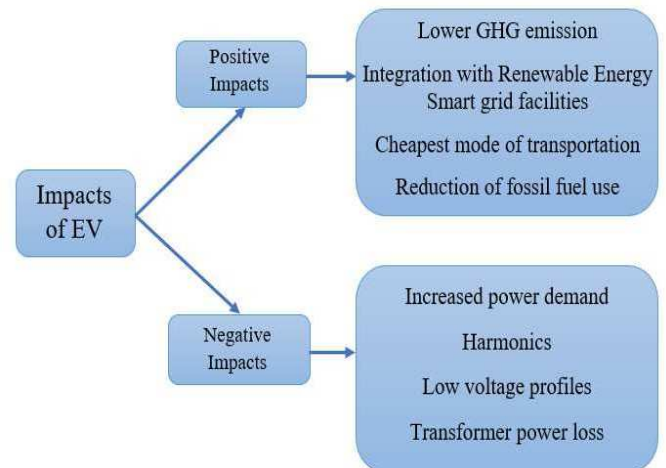 Impacts
of EV
Positive
Impacts
Lower GHG emission
Integration with Renewable Energy
Smart grid facilities
Cheapest mode of transportation
Reduction of fossil fuel use
Negative
Impacts
Increased power demand
Harmonics
Low voltage profiles
Transformer power loss